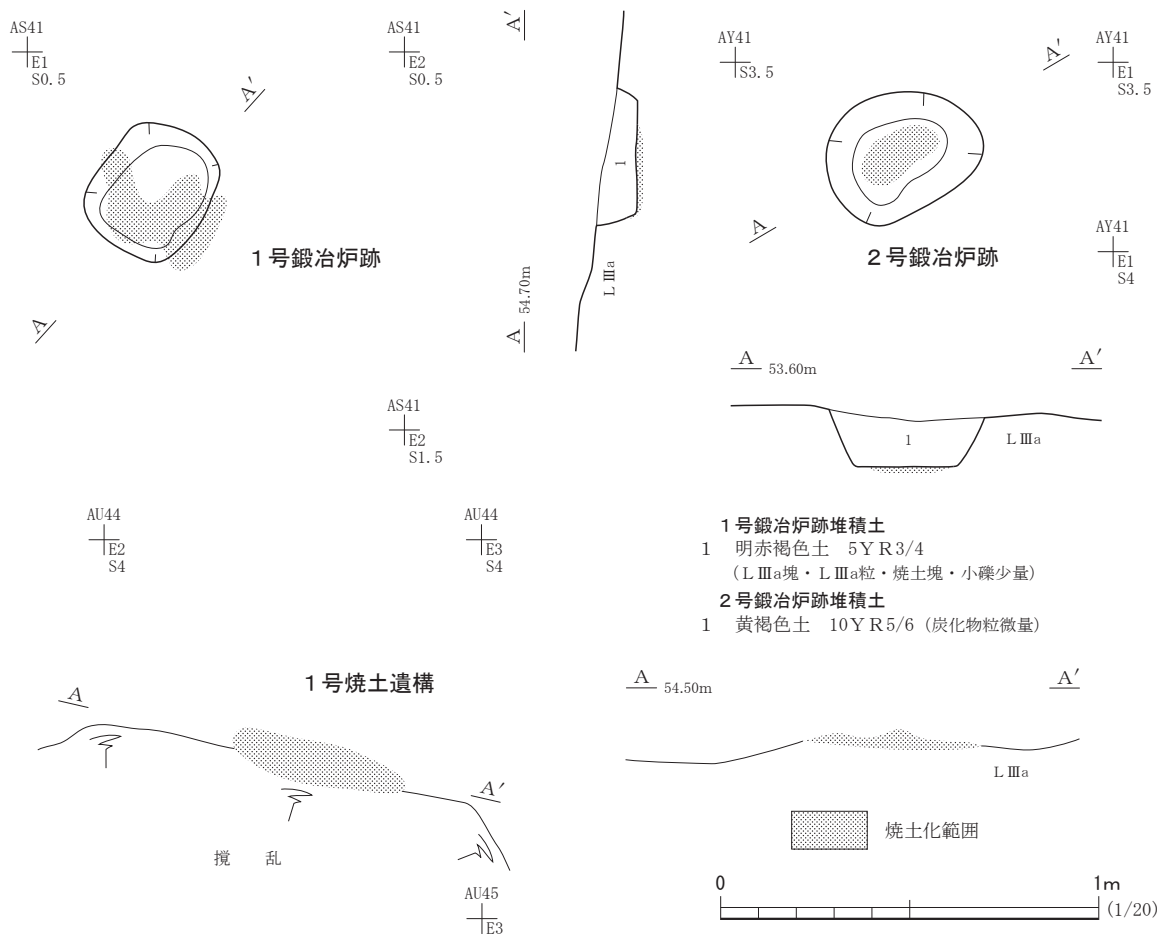 AS41
E1
S0.5
AS41
E2
S0.5
A
A′
1号鍛冶炉跡
A′
1
LⅢa
A 54.70m
AS41
E2
S1.5
AY41
S3.5
AY41
E1
S3.5
A
A′
2号鍛冶炉跡
AY41
E1
S4
A 53.60m
A′
1
LⅢa
1号鍛冶炉跡堆積土
1 明赤褐色土 5YR3/4
(LⅢa塊・LⅢa粒・焼土塊・小礫少量)
2号鍛冶炉跡堆積土
1 黄褐色土 10YR5/6(炭化物粒微量)
AU44
E2
S4
AU44
E3
S4
1号焼土遺構
A
A′
撹 乱
AU45
E3
A 54.50m
A′
LⅢa
焼土化範囲
0 1m
(1/20)